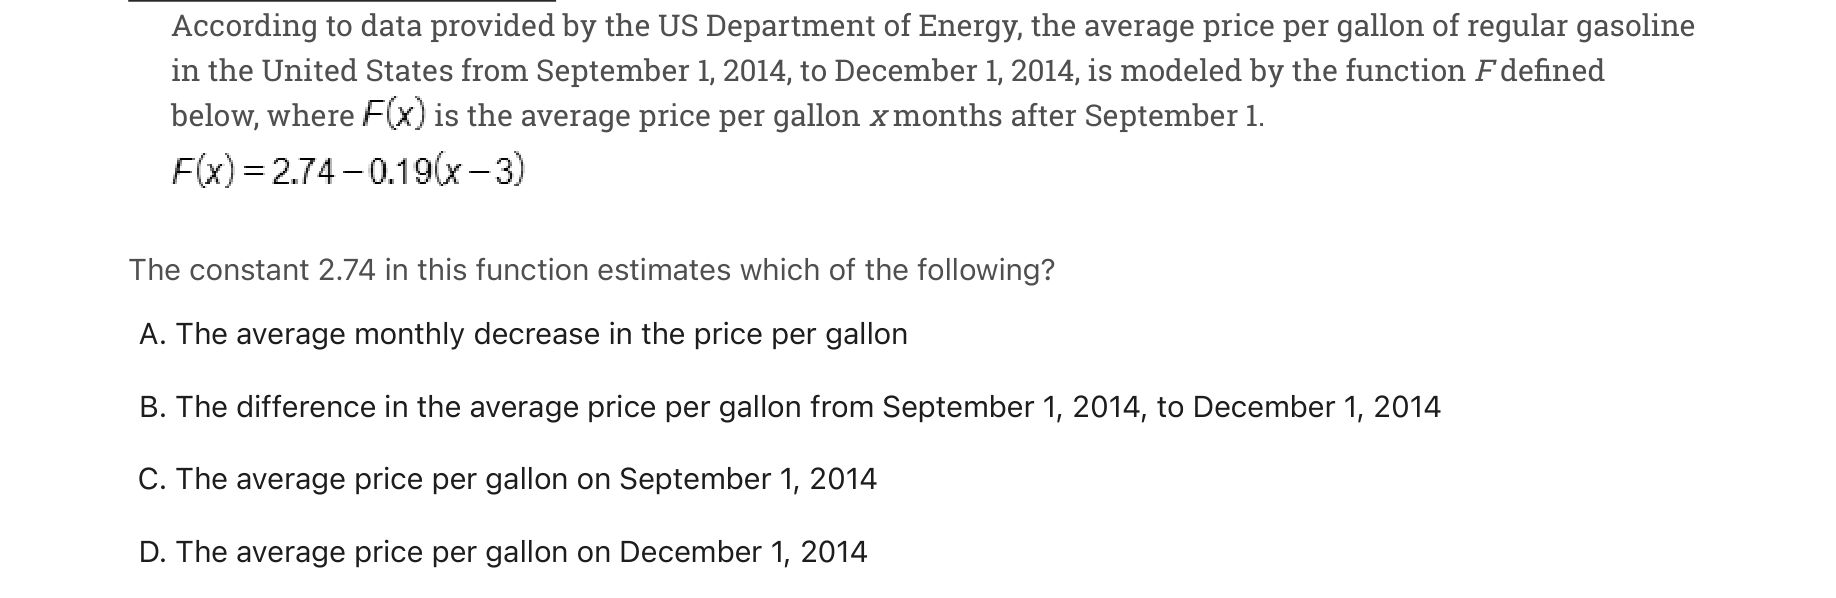 According to data provided by the US Department of Energy, the average price per gallon of regular gasoline
in the United States from September 1, 2014, to December 1, 2014, is modeled by the function F defined
below, where F(x) is the average price per gallon x months after September 1.
F(x) = 2.74 – 0.19(x – 3)
The constant 2.74 in this function estimates which of the following?
A. The average monthly decrease in the price per gallon
B. The difference in the average price per gallon from September 1, 2014, to December 1, 2014
C. The average price per gallon on September 1, 2014
D. The average price per gallon on December 1, 2014